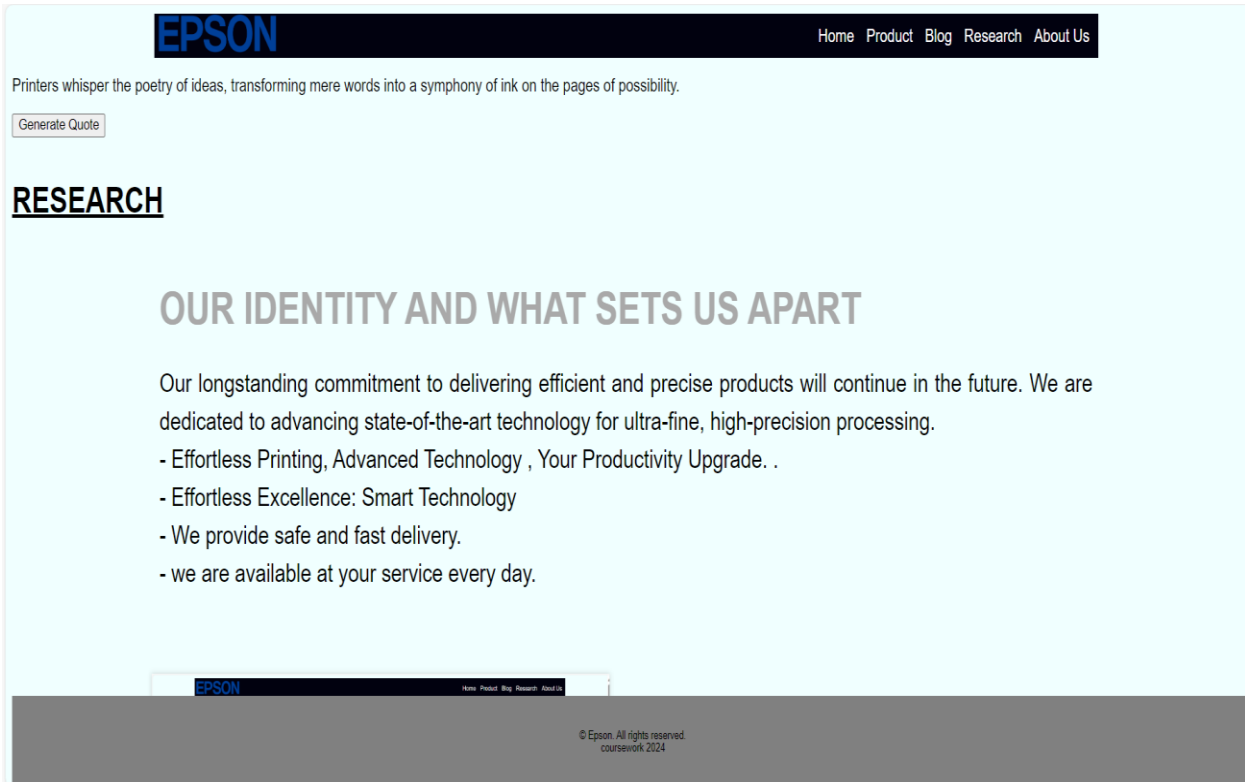 EPSON
Home Product Blog Research About Us
Printers whisper the poetry of ideas, transforming mere words into a symphony of ink on the pages of possibility.
Generate Quote
RESEARCH
OUR IDENTITY AND WHAT SETS US APART
Our longstanding commitment to delivering efficient and precise products will continue in the future. We are
dedicated to advancing state-of-the-art technology for ultra-fine, high-precision processing.
- Effortless Printing, Advanced Technology , Your Productivity Upgrade. .
- Effortless Excellence: Smart Technology
- We provide safe and fast delivery.
- we are available at your service every day.
EPSON
Home Product Blog Research About Us
© Epson. All rights reserved.
coursework 2024